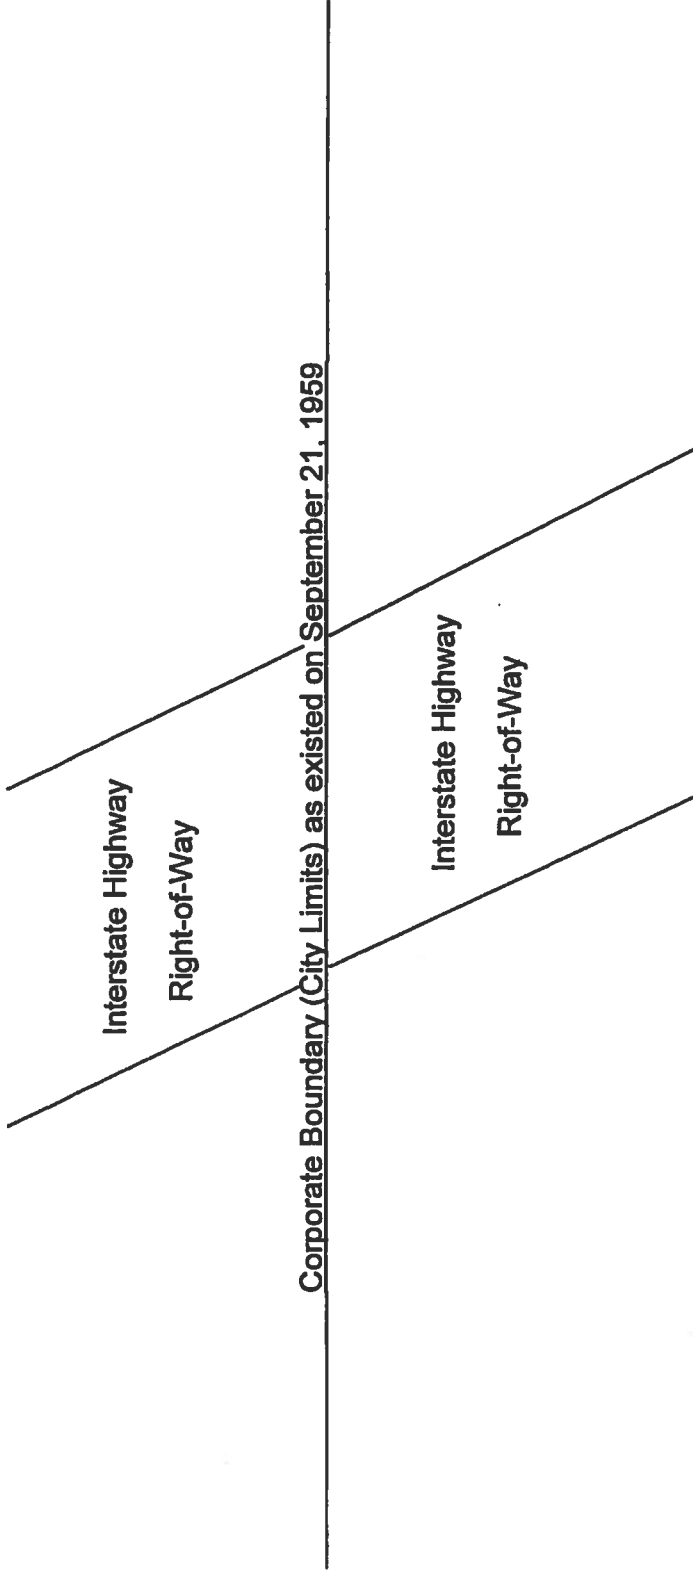 Interstate Highway
Right-of-Way
Corporate Boundary (City Limits) as existed on September 21, 1959
Interstate Highway
Right-of-Way